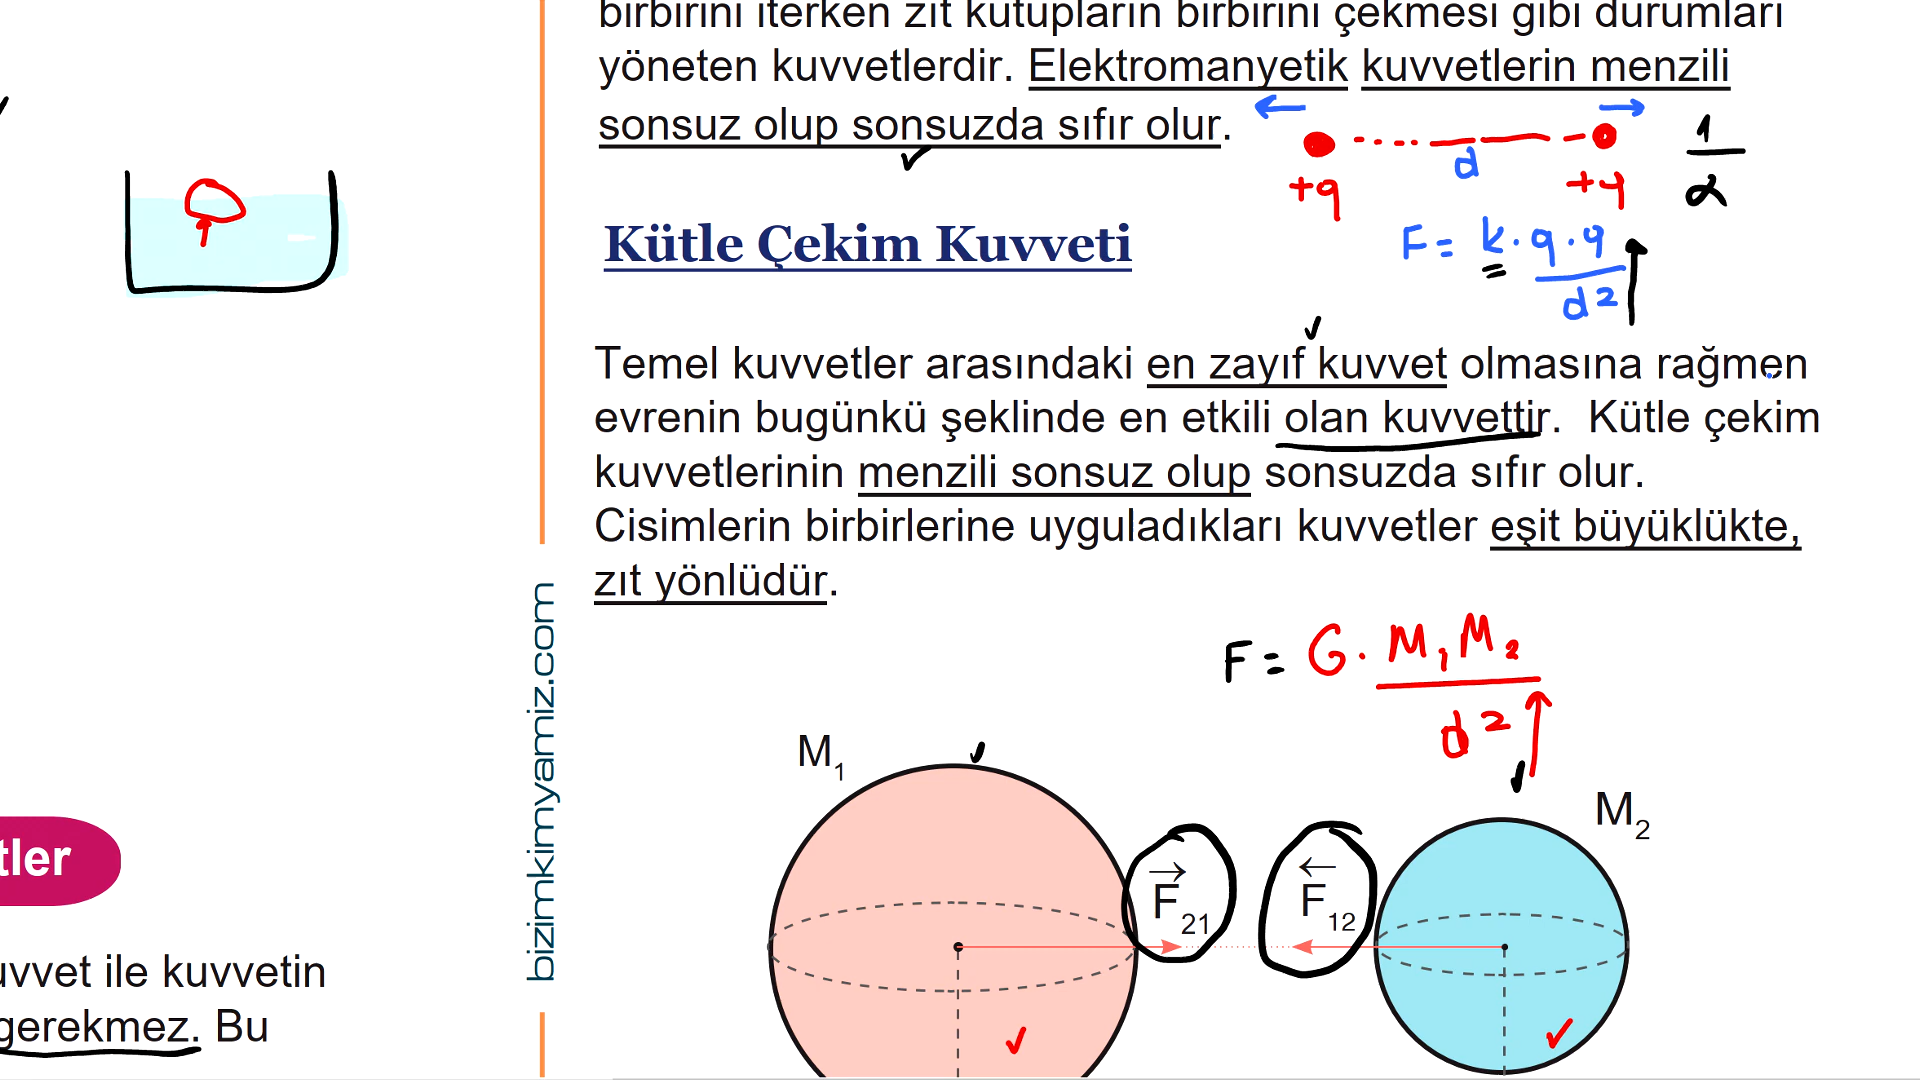 birbirini iterken zıt kutupların birbirini çekmesi gibi durumları
yöneten kuvvetlerdir. Elektromanyetik kuvvetlerin menzili
sonsuz olup sonsuzda sıfır olur.
d
+q
+q
1
α
Kütle Çekim Kuvveti
F = k . q . q
d²
Temel kuvvetler arasındaki en zayıf kuvvet olmasına rağmen
evrenin bugünkü şeklinde en etkili olan kuvvettir. Kütle çekim
kuvvetlerinin menzili sonsuz olup sonsuzda sıfır olur.
Cisimlerin birbirlerine uyguladıkları kuvvetler eşit büyüklükte,
zıt yönlüdür.
F = G . M₁M₂
d²
M₁
M₂
F₂₁
F₁₂
bizimkimyamiz.com
tler
uvvet ile kuvvetin
gerekmez. Bu